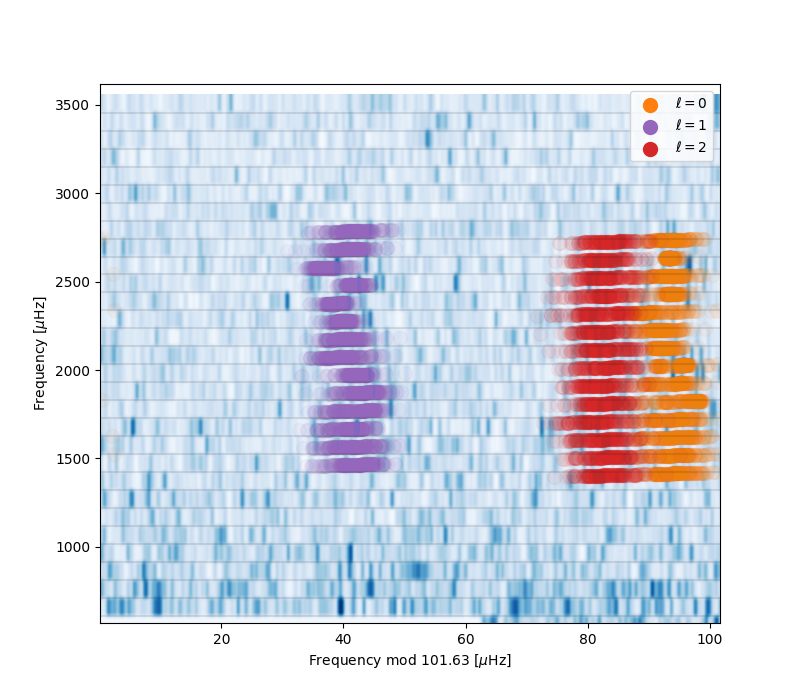 ℓ = 0
ℓ = 1
ℓ = 2
3500
3000
2500
2000
1500
1000
Frequency [μHz]
20 40 60 80 100
Frequency mod 101.63 [μHz]